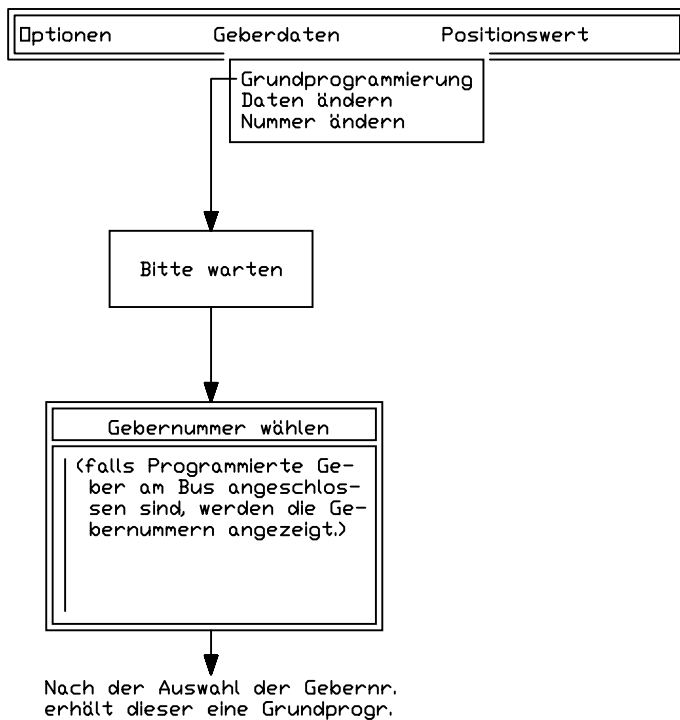 Optionen Geberdaten Positionswert
Grundprogrammierung
Daten ändern
Nummer ändern
Bitte warten
Gebernummer wählen
(falls Programmierte Ge-
ber am Bus angeschlos-
sen sind, werden die Ge-
bernummern angezeigt.)
Nach der Auswahl der Gebernr.
erhält dieser eine Grundprogr.